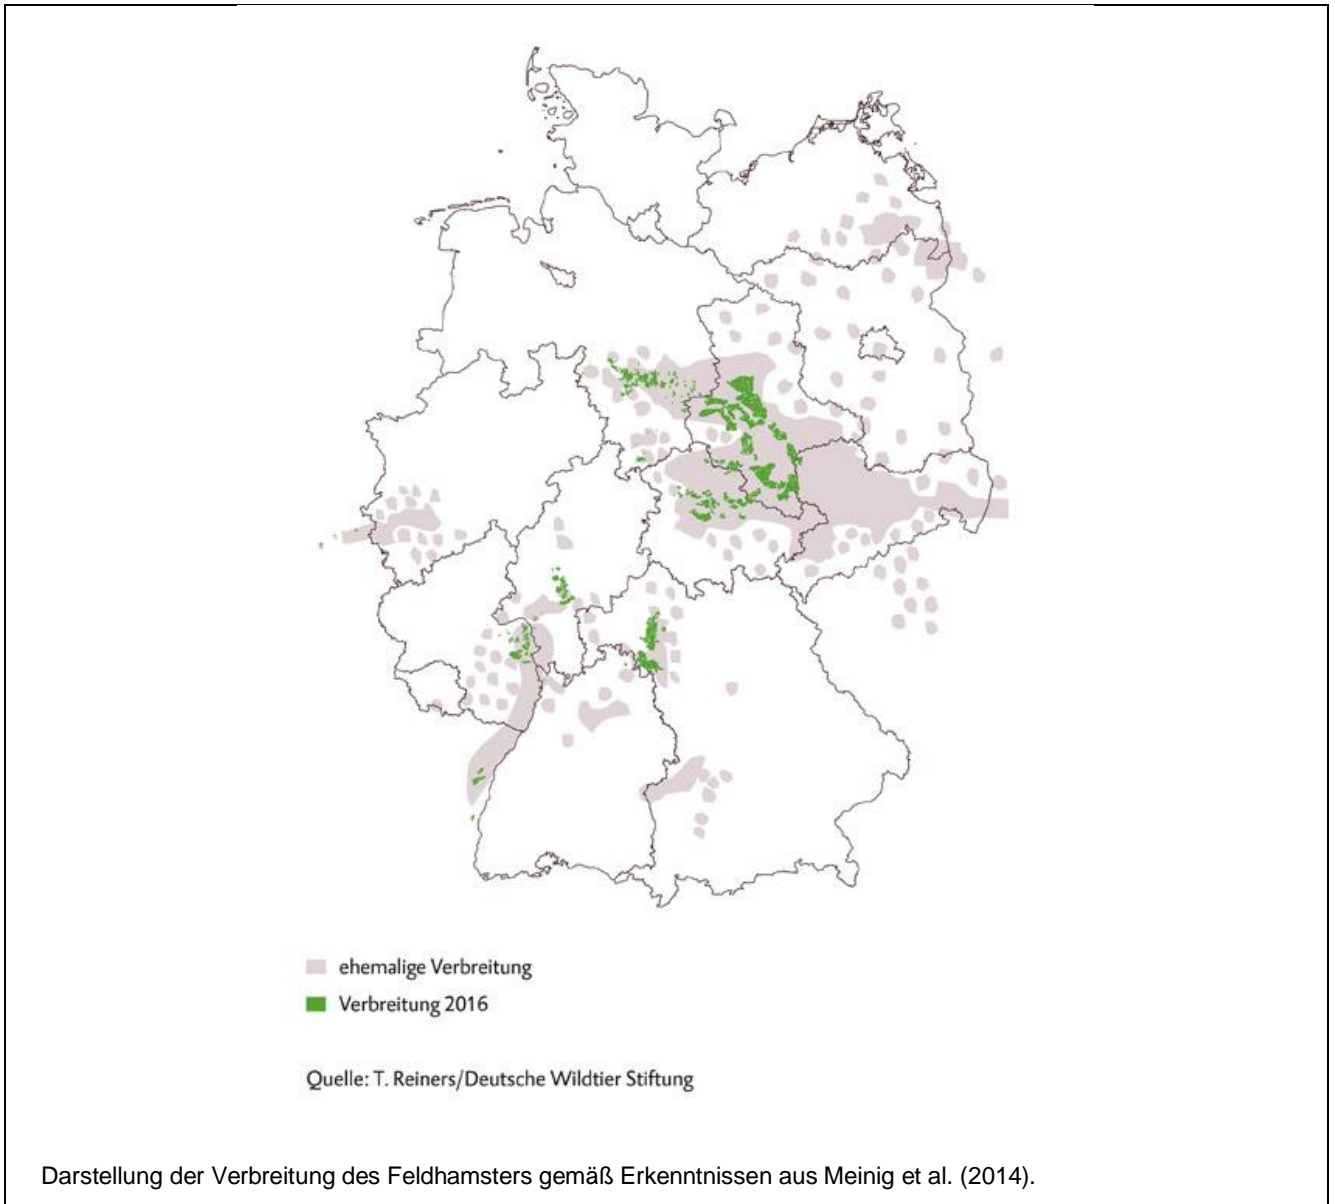 ehemalige Verbreitung
Verbreitung 2016
Quelle: T. Reiners/Deutsche Wildtier Stiftung
Darstellung der Verbreitung des Feldhamsters gemäß Erkenntnissen aus Meinig et al. (2014).